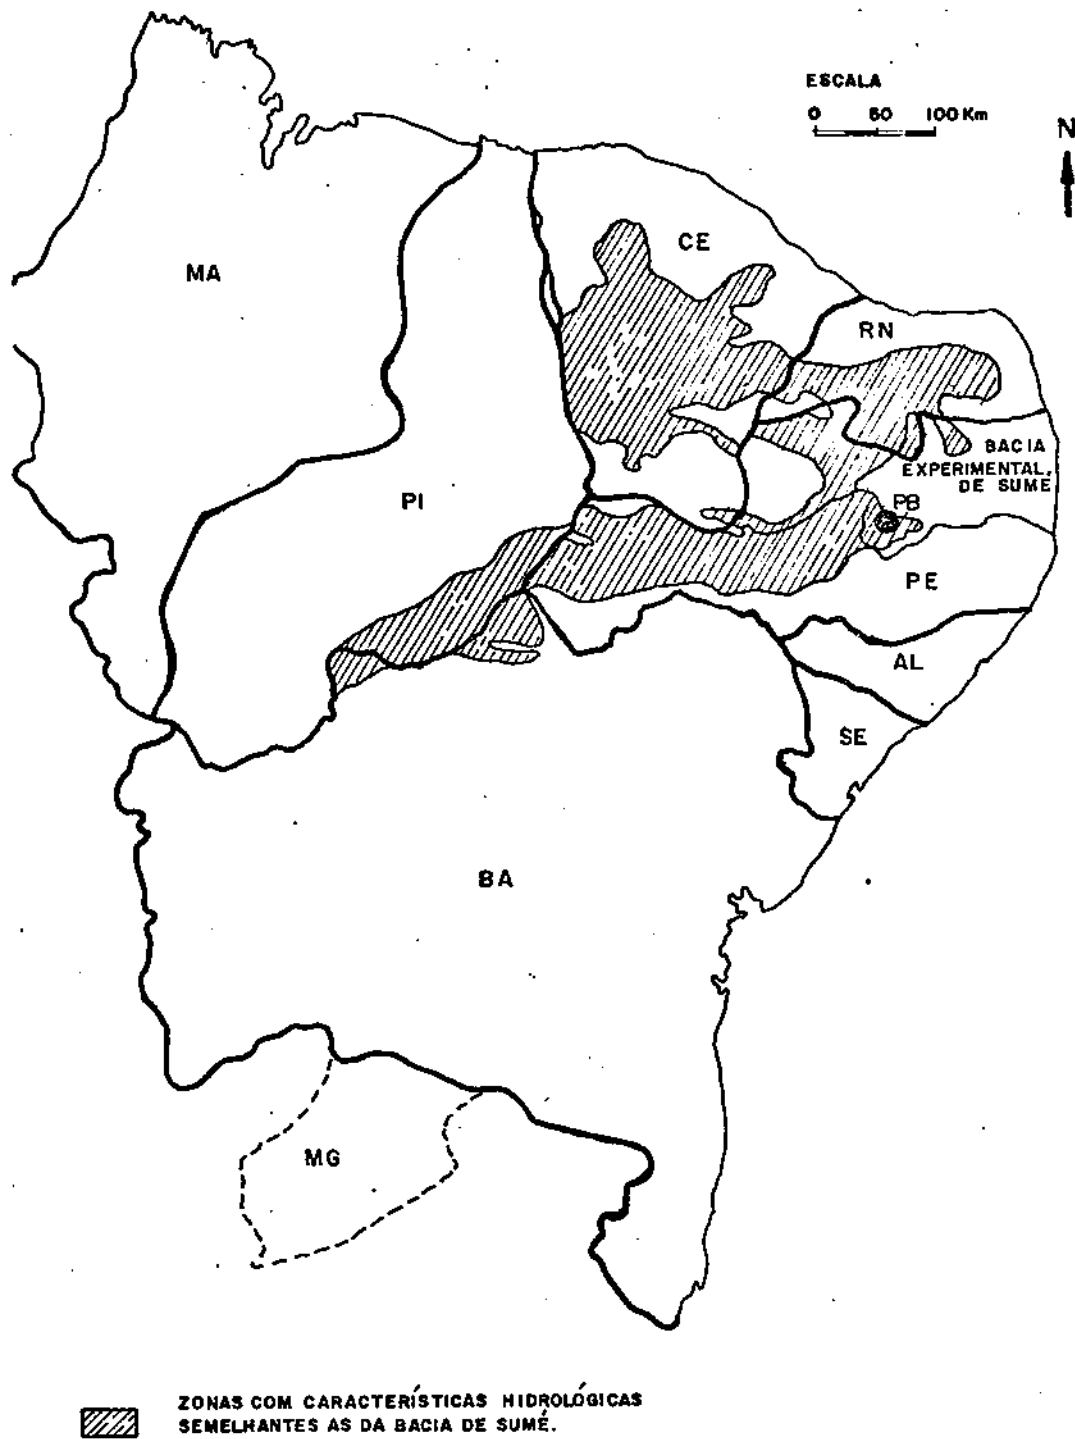 ESCALA
0 50 100 Km
N
CE
MA
RN
BACIA
EXPERIMENTAL.
DE SUMÉ
PI
PB
PE
AL
SE
BA
MG
ZONAS COM CARACTERÍSTICAS HIDROLÓGICAS
SEMELHANTES AS DA BACIA DE SUMÉ.